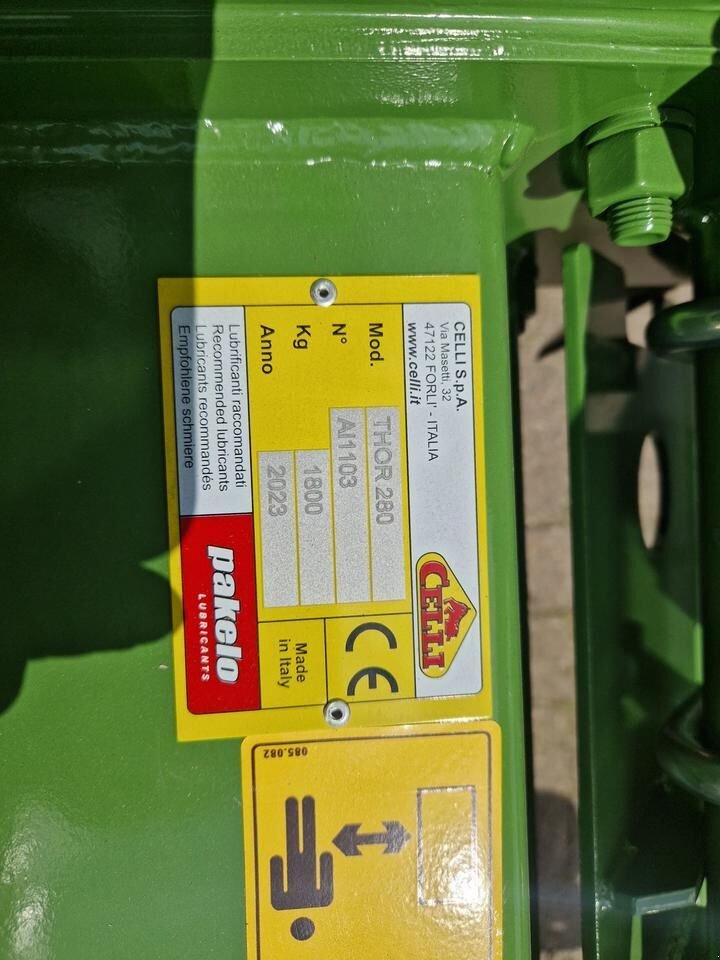 CELLI S.p.A.
Via Masetti, 32
47122 FORLI' - ITALIA
www.celli.it
CELLI
Mod. THOR 280
N° AI1103
Kg 1800
Anno 2023
CE
Made
in Italy
Lubrificanti raccomandati
Recommended lubricants
Lubricants recommandés
Empfohlene schmiere
pakelo
LUBRICANTS
085.082